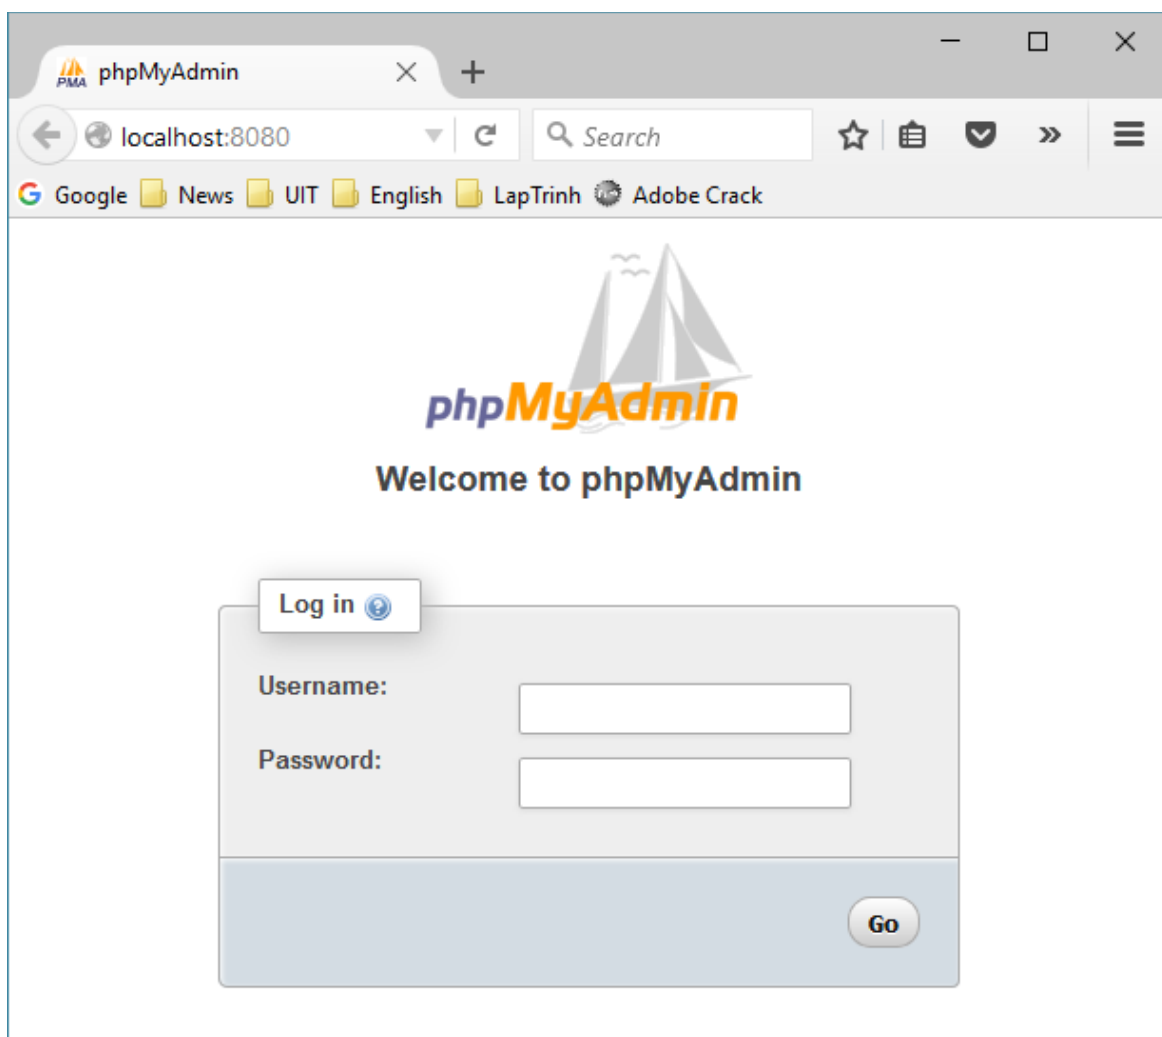 PMA phpMyAdmin
localhost:8080 Search
Google News UIT English LapTrinh Adobe Crack
phpMyAdmin
Welcome to phpMyAdmin
Log in
Username:
Password:
Go